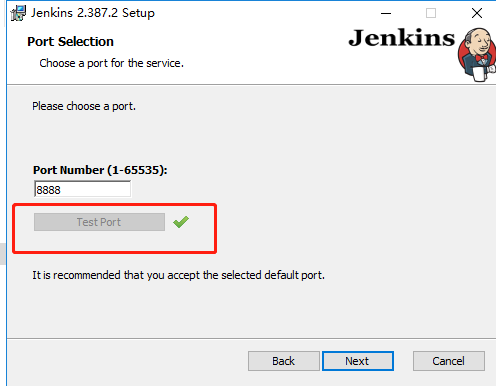 Jenkins 2.387.2 Setup
Port Selection
Choose a port for the service.
Jenkins
Please choose a port.
Port Number (1-65535):
8888
Test Port
It is recommended that you accept the selected default port.
Back
Next
Cancel